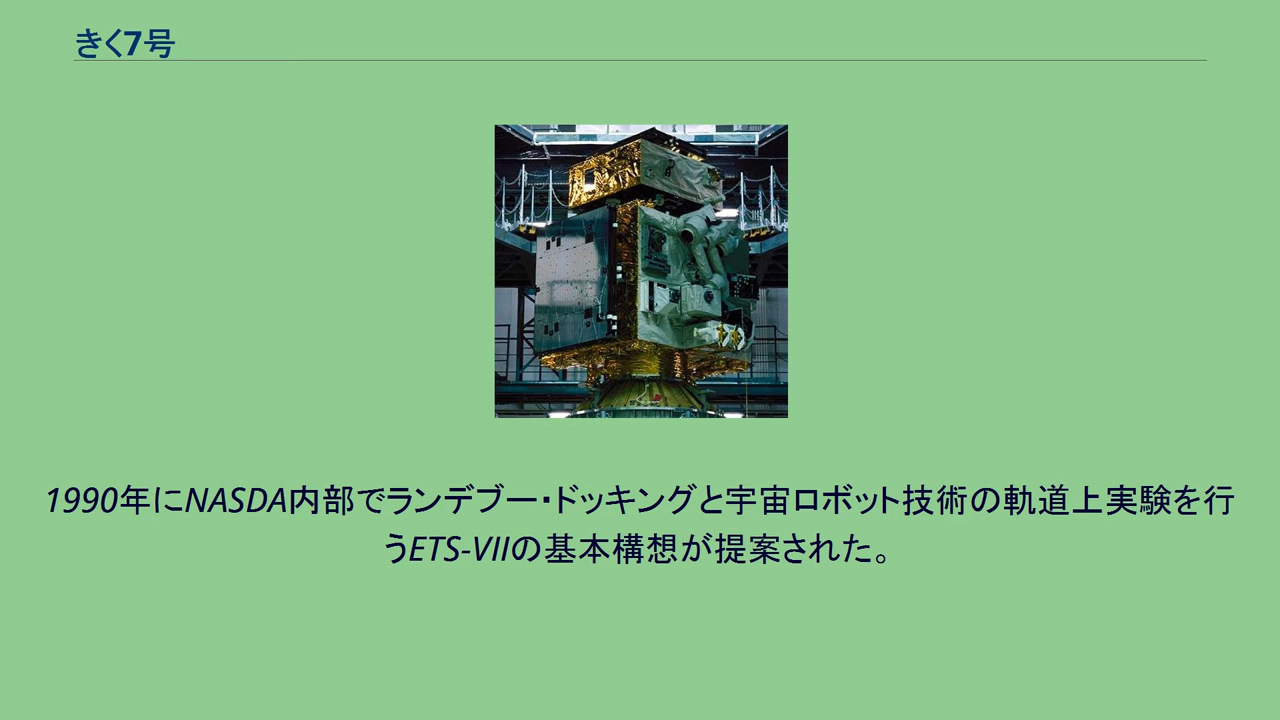 きく7号
1990年にNASDA内部でランデブー・ドッキングと宇宙ロボット技術の軌道上実験を行
うETS-VIIの基本構想が提案された。